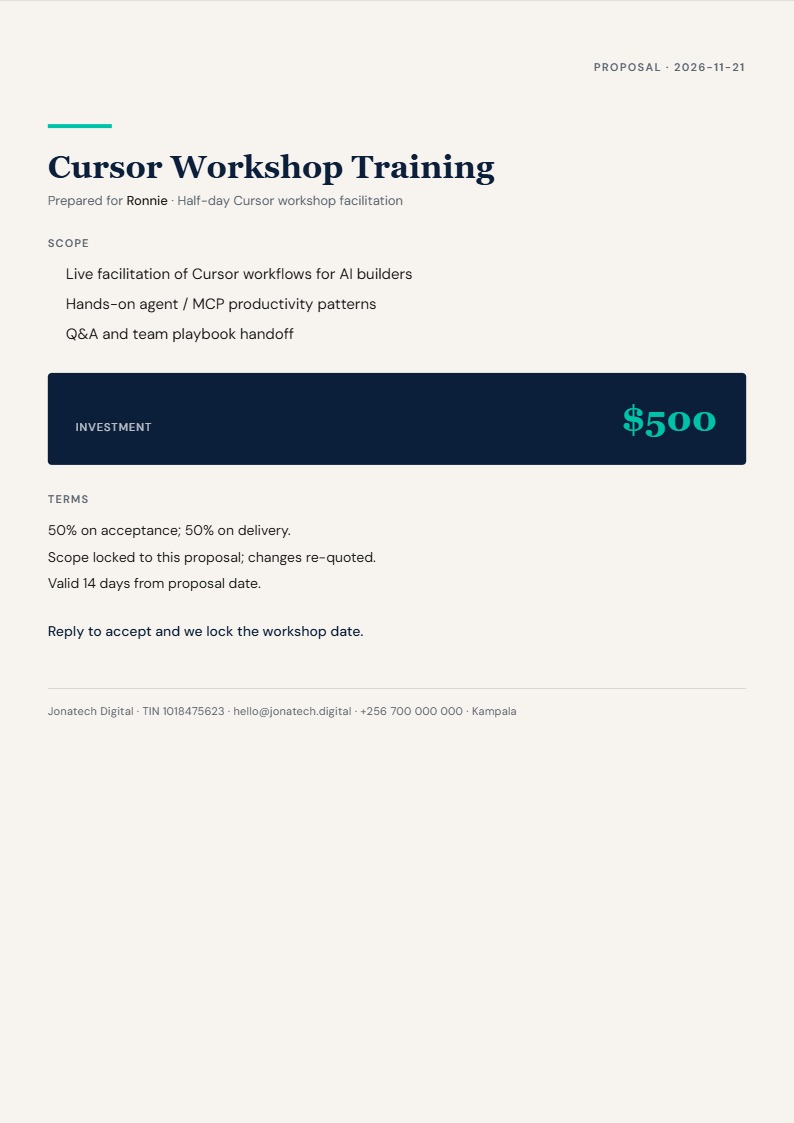 PROPOSAL · 2026-11-21
Cursor Workshop Training
Prepared for Ronnie · Half-day Cursor workshop facilitation
SCOPE
Live facilitation of Cursor workflows for AI builders
Hands-on agent / MCP productivity patterns
Q&A and team playbook handoff
INVESTMENT
$500
TERMS
50% on acceptance; 50% on delivery.
Scope locked to this proposal; changes re-quoted.
Valid 14 days from proposal date.
Reply to accept and we lock the workshop date.
Jonatech Digital · TIN 1018475623 · hello@jonatech.digital · +256 700 000 000 · Kampala